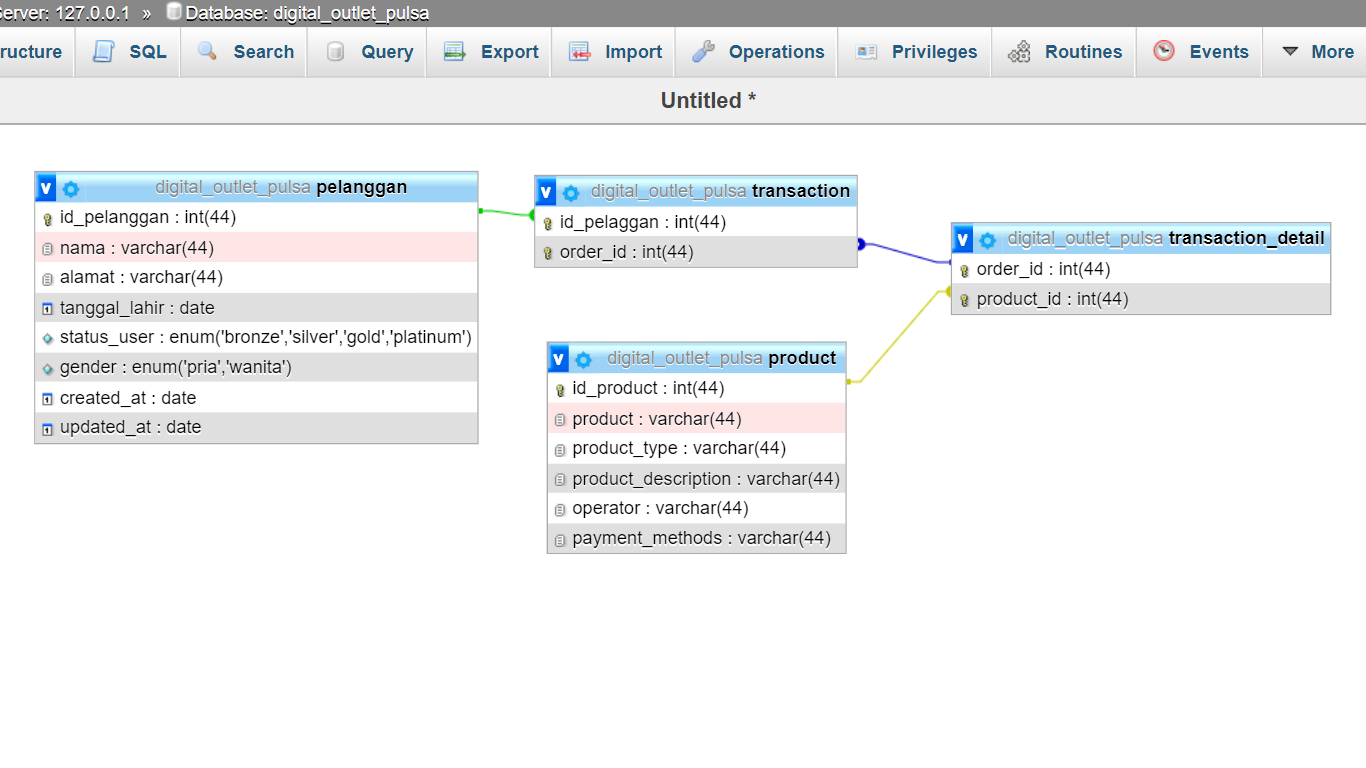 Server: 127.0.0.1 » Database: digital_outlet_pulsa
ructure SQL Search Query Export Import Operations Privileges Routines Events More
Untitled *
v digital_outlet_pulsa pelanggan
id_pelanggan : int(44)
nama : varchar(44)
alamat : varchar(44)
tanggal_lahir : date
status_user : enum('bronze','silver','gold','platinum')
gender : enum('pria','wanita')
created_at : date
updated_at : date
v digital_outlet_pulsa transaction
id_pelaggan : int(44)
order_id : int(44)
v digital_outlet_pulsa transaction_detail
order_id : int(44)
product_id : int(44)
v digital_outlet_pulsa product
id_product : int(44)
product : varchar(44)
product_type : varchar(44)
product_description : varchar(44)
operator : varchar(44)
payment_methods : varchar(44)